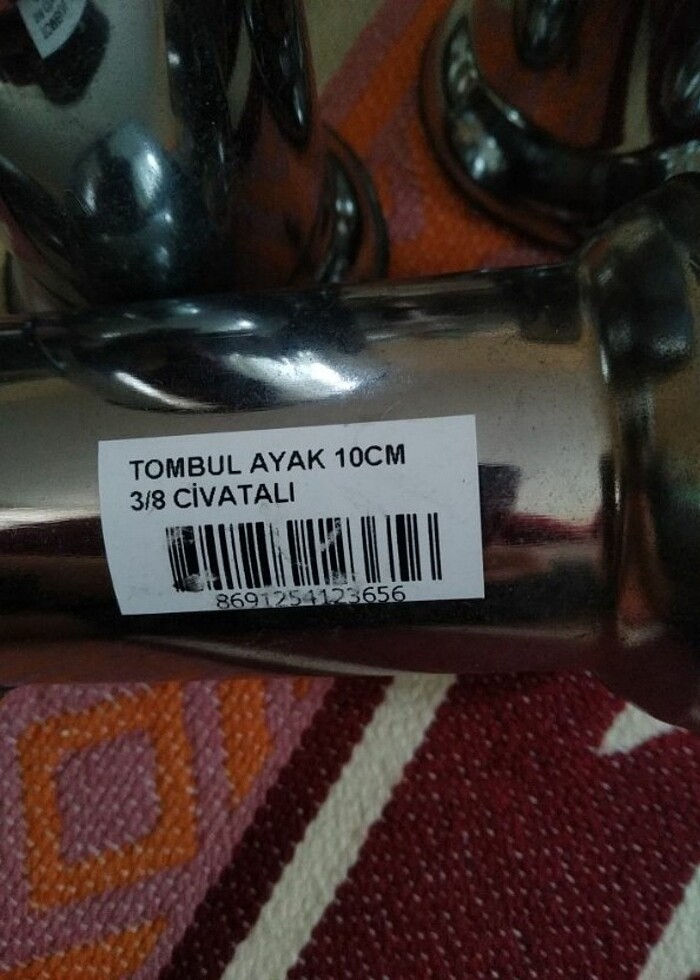 TOMBUL AYAK 10CM
3/8 CİVATALI
8691254123656